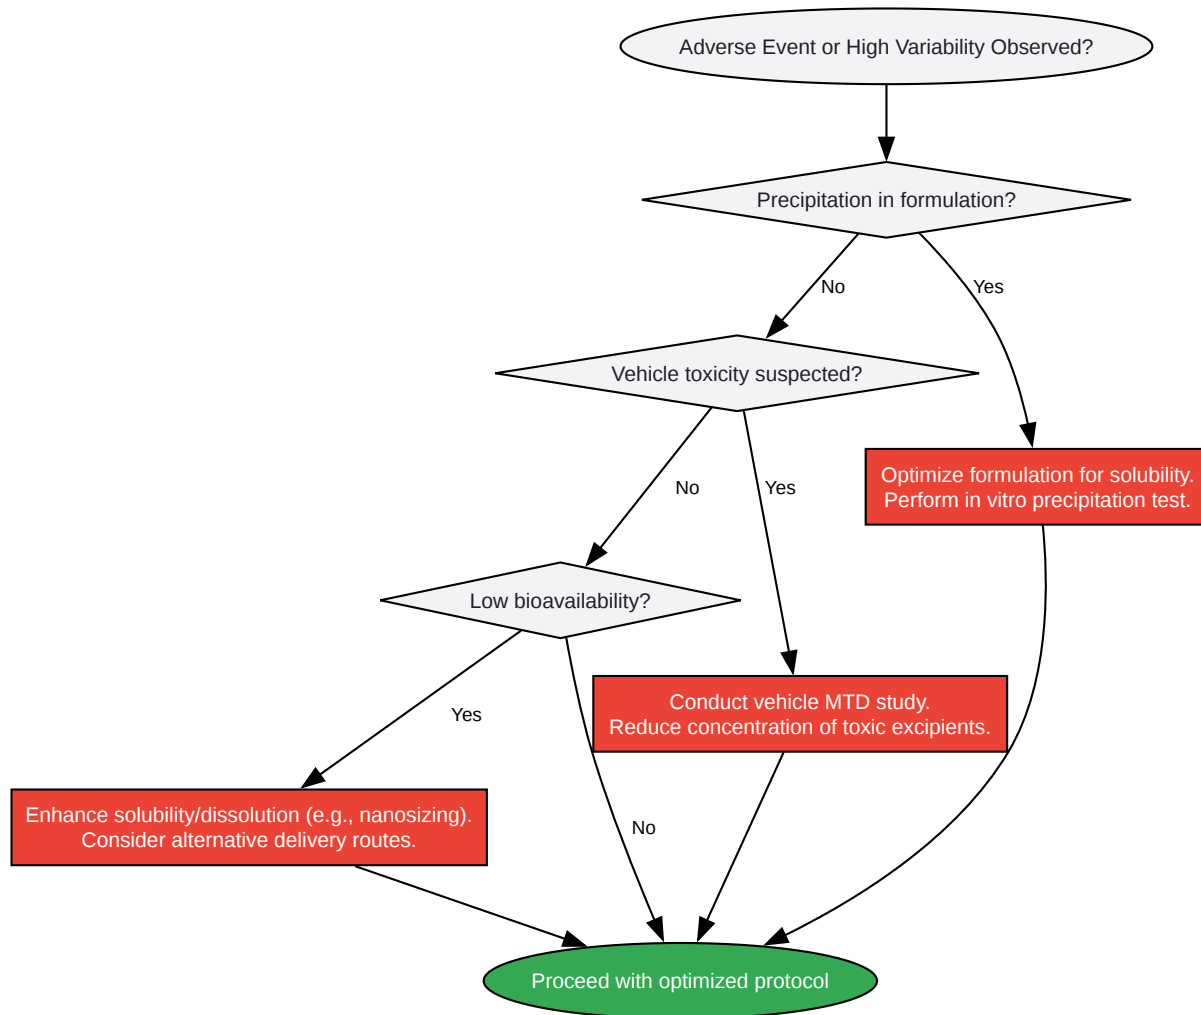 Adverse Event or High Variability Observed?
Precipitation in formulation?
No
Yes
Vehicle toxicity suspected?
Optimize formulation for solubility.
Perform in vitro precipitation test.
No
Yes
Low bioavailability?
Conduct vehicle MTD study.
Reduce concentration of toxic excipients.
Yes
Enhance solubility/dissolution (e.g., nanosizing).
Consider alternative delivery routes.
No
Proceed with optimized protocol